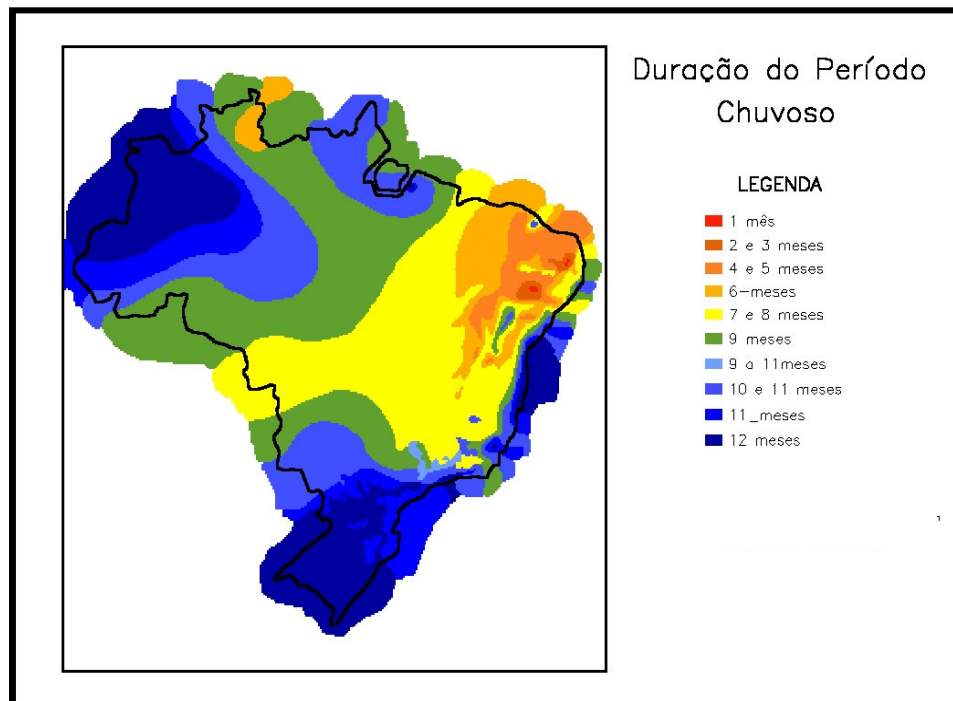 Duração do Período
Chuvoso
LEGENDA
1 mês
2 e 3 meses
4 e 5 meses
6-meses
7 e 8 meses
9 meses
9 a 11meses
10 e 11 meses
11_meses
12 meses